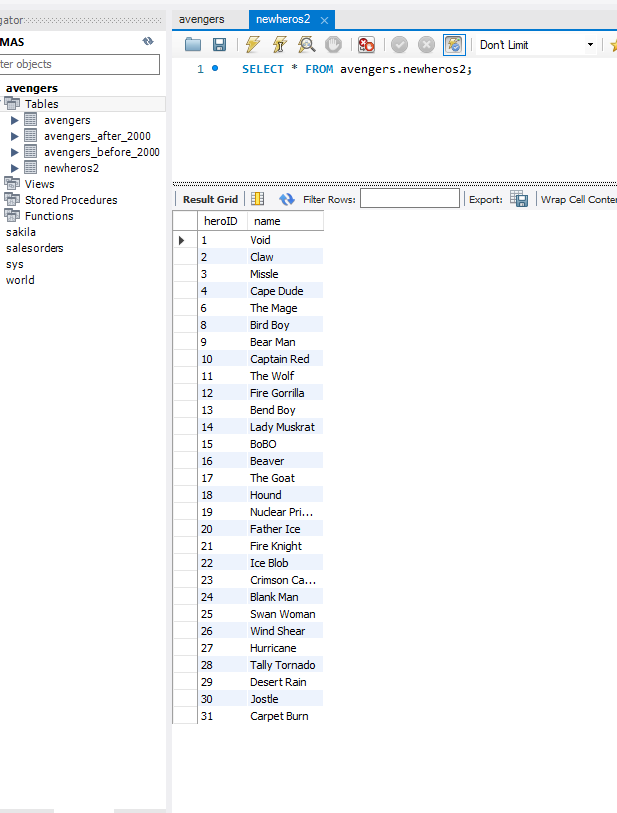 gator
avengers
newheros2
MAS
ter objects
Don't Limit
avengers
Tables
avengers
avengers_after_2000
avengers_before_2000
newheros2
Views
Stored Procedures
Functions
sakila
salesorders
sys
world
1 SELECT * FROM avengers.newheros2;
Result Grid Filter Rows: Export: Wrap Cell Conter
heroID name
1 Void
2 Claw
3 Missle
4 Cape Dude
6 The Mage
8 Bird Boy
9 Bear Man
10 Captain Red
11 The Wolf
12 Fire Gorrilla
13 Bend Boy
14 Lady Muskrat
15 BoBO
16 Beaver
17 The Goat
18 Hound
19 Nuclear Pri...
20 Father Ice
21 Fire Knight
22 Ice Blob
23 Crimson Ca...
24 Blank Man
25 Swan Woman
26 Wind Shear
27 Hurricane
28 Tally Tornado
29 Desert Rain
30 Jostle
31 Carpet Burn